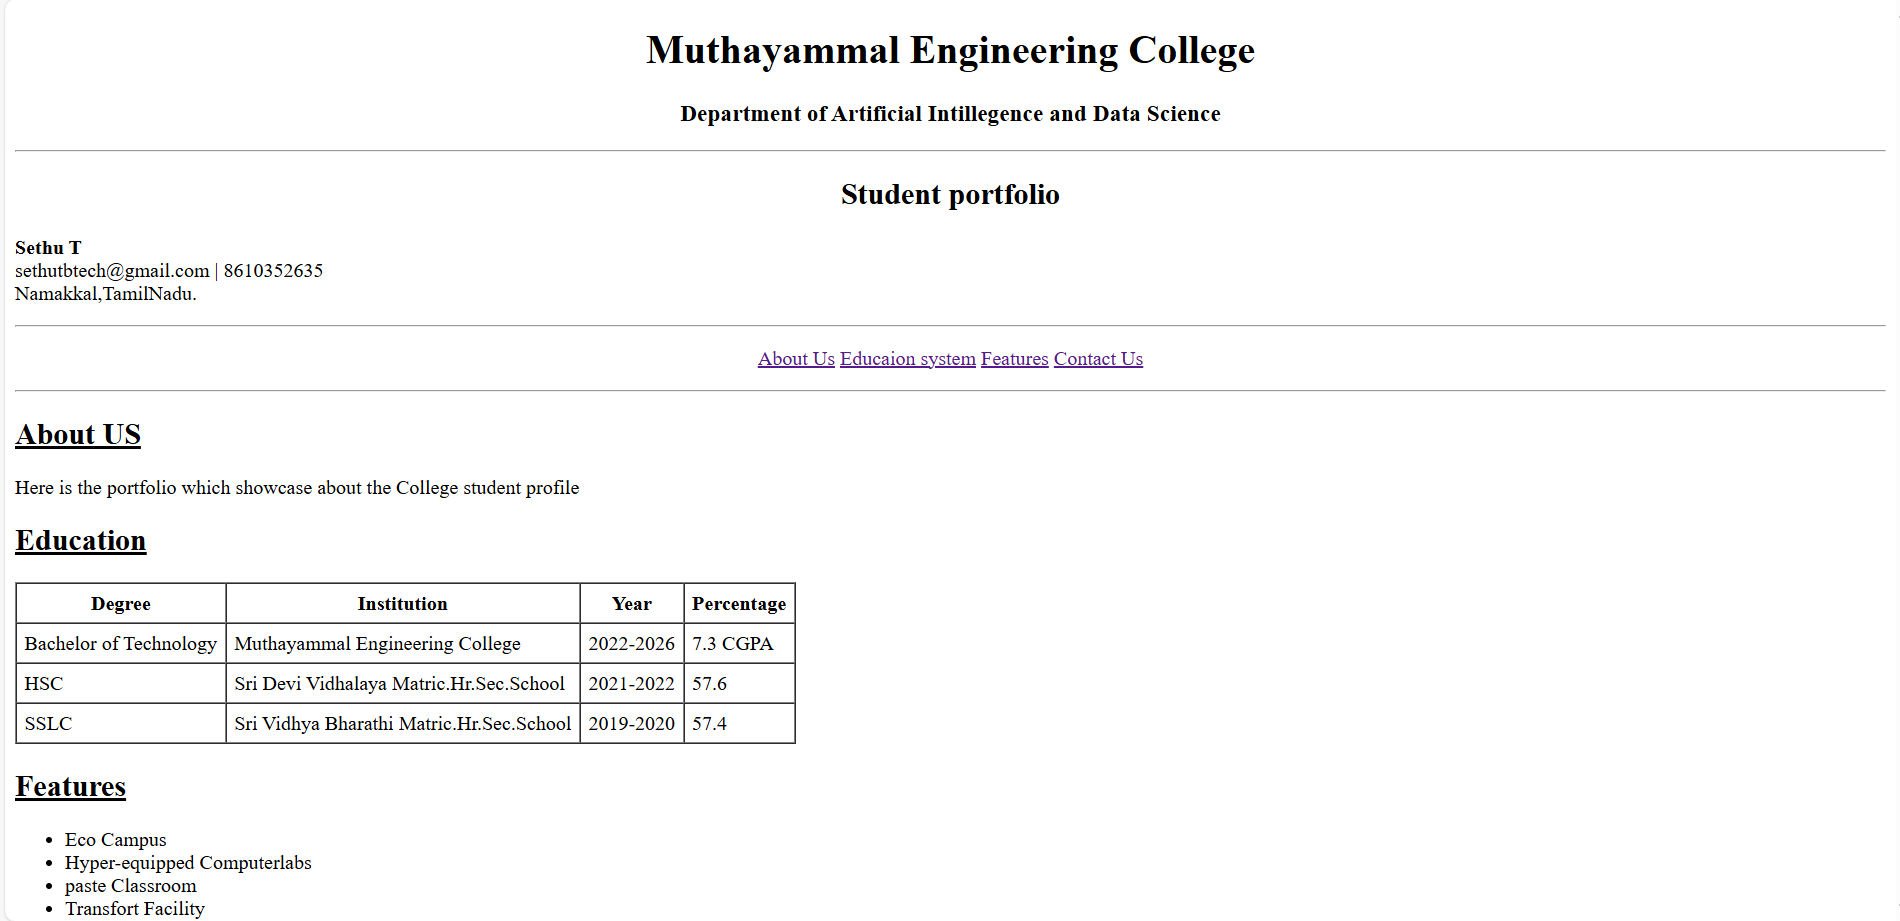 Muthayammal Engineering College
Department of Artificial Intillegence and Data Science
Student portfolio
Sethu T
sethutbtech@gmail.com | 8610352635
Namakkal,TamilNadu.
About Us Educaion system Features Contact Us
About US
Here is the portfolio which showcase about the College student profile
Education
Degree Institution Year Percentage
Bachelor of Technology Muthayammal Engineering College 2022-2026 7.3 CGPA
HSC Sri Devi Vidhalaya Matric.Hr.Sec.School 2021-2022 57.6
SSLC Sri Vidhya Bharathi Matric.Hr.Sec.School 2019-2020 57.4
Features
• Eco Campus
• Hyper-equipped Computerlabs
• paste Classroom
• Transfort Facility